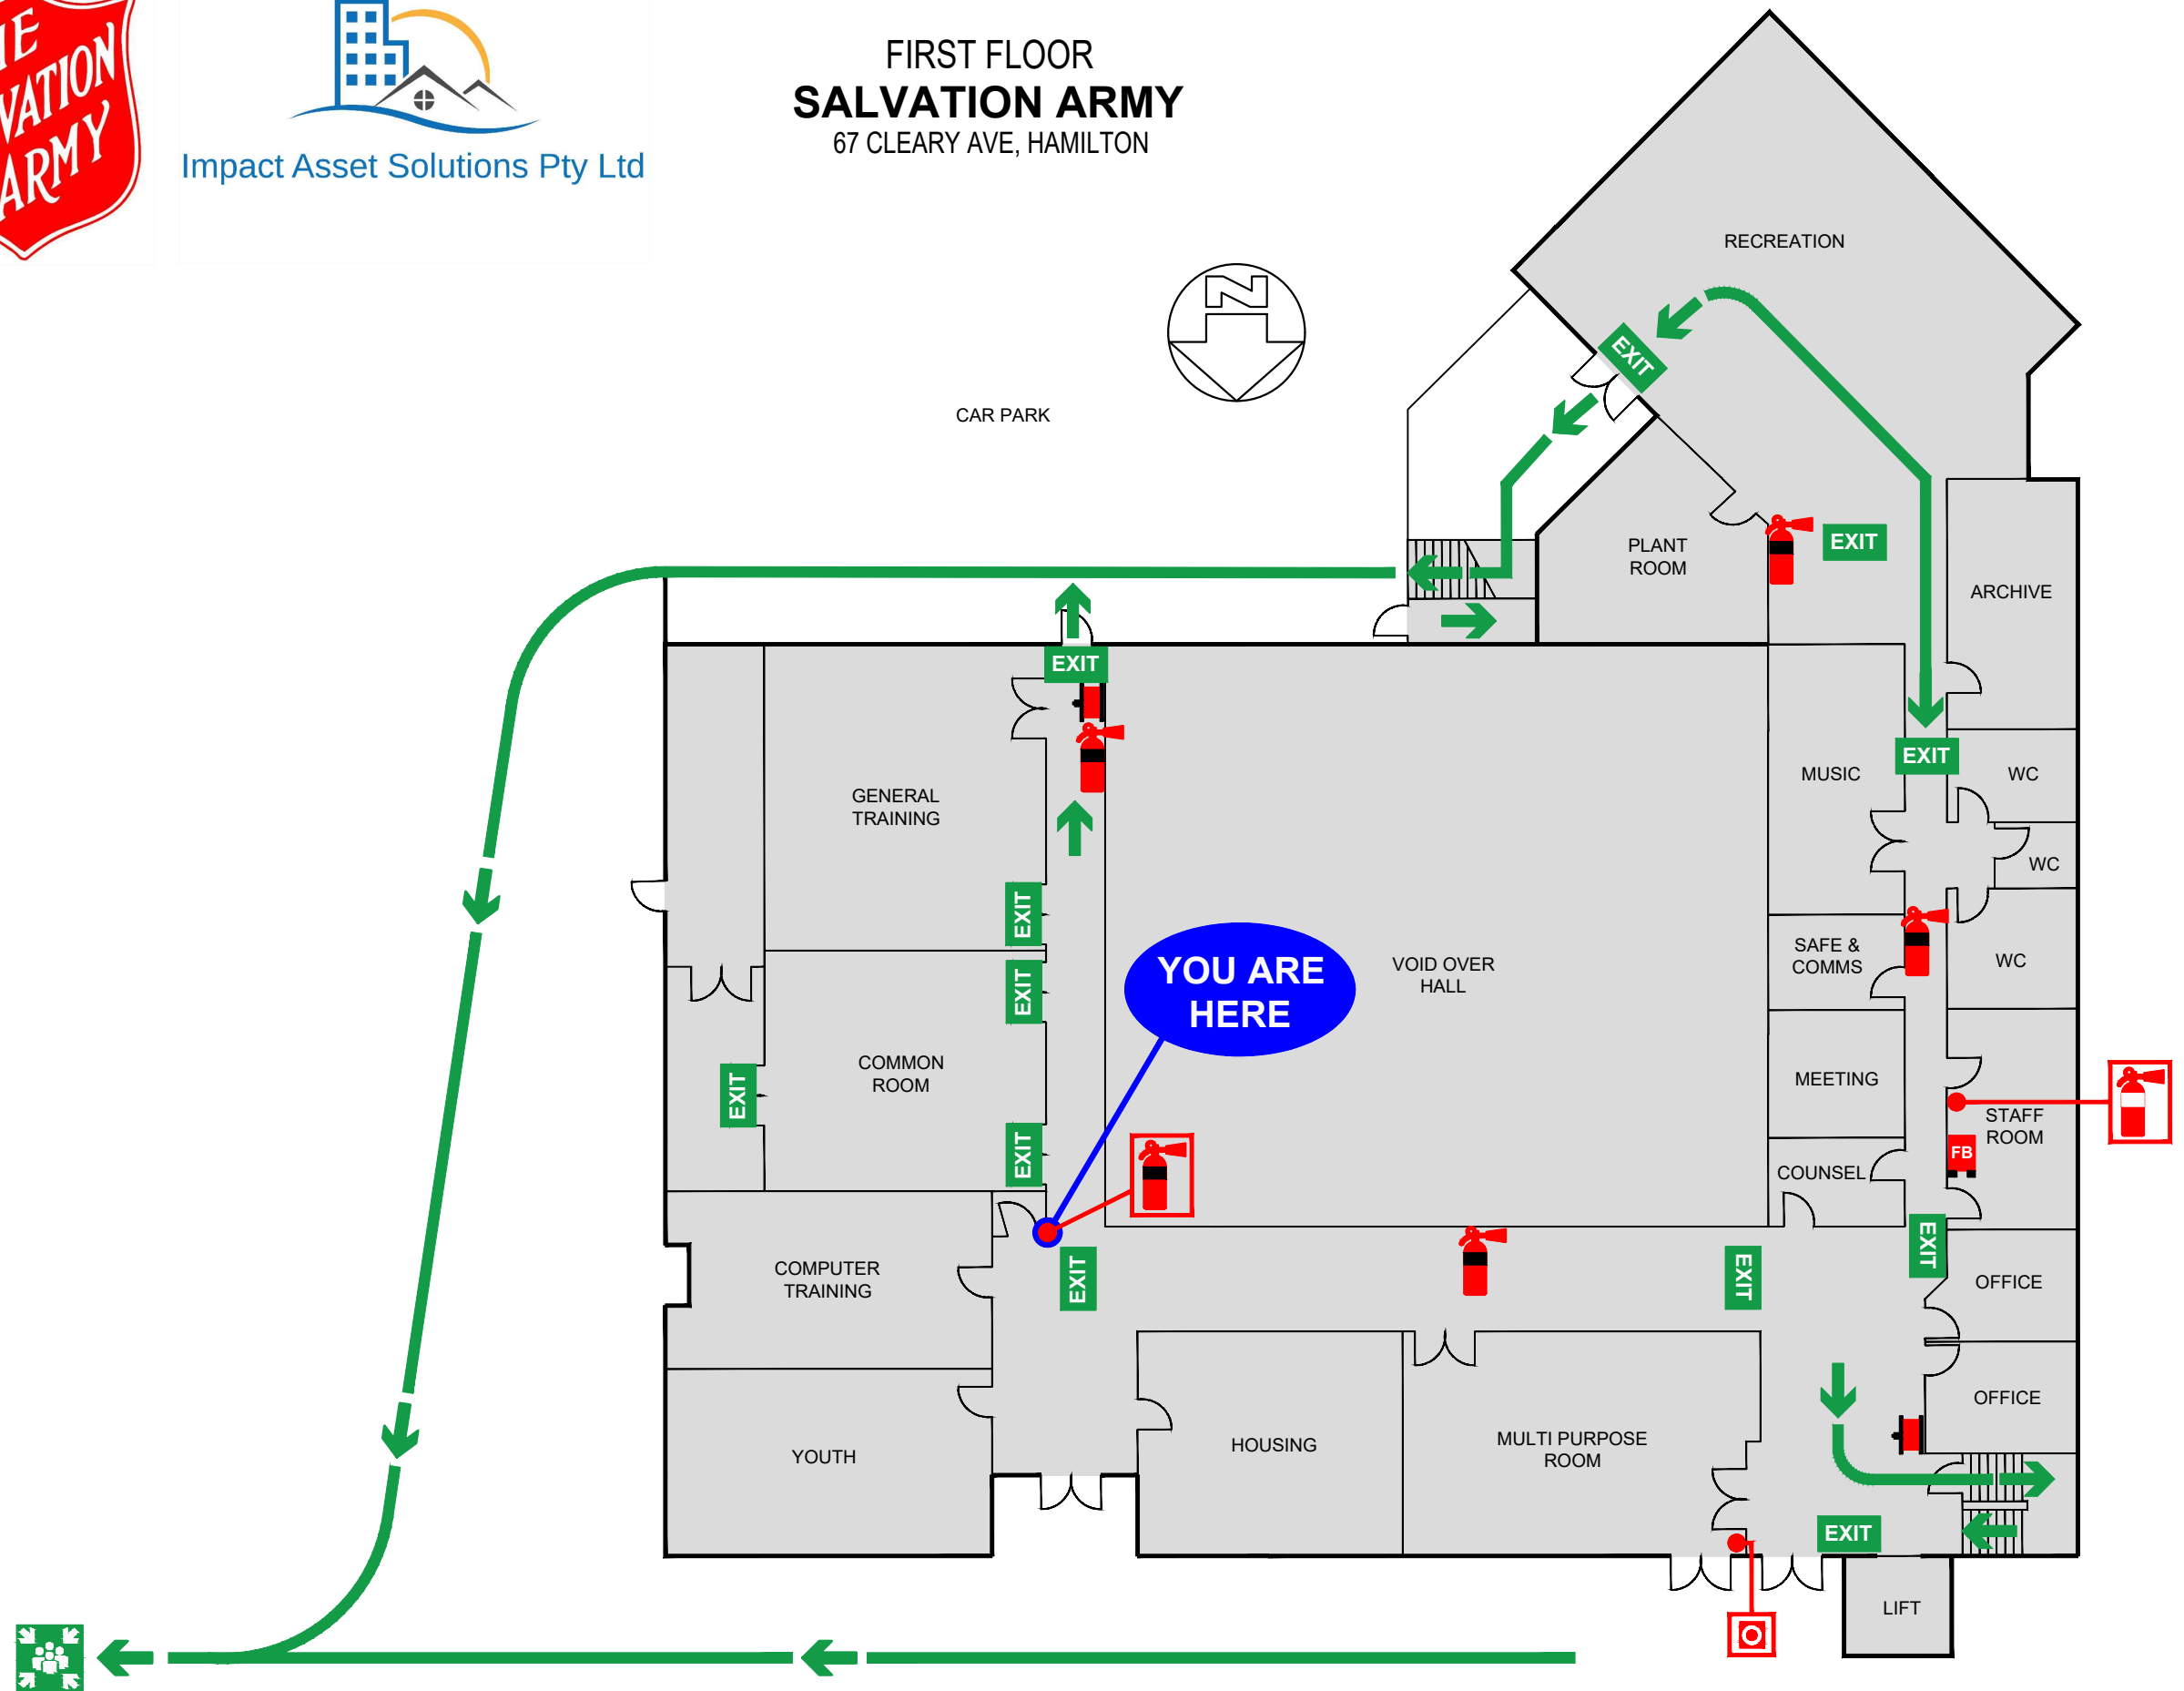 VATION
ARMY
Impact Asset Solutions Pty Ltd
FIRST FLOOR
SALVATION ARMY
67 CLEARY AVE, HAMILTON
N
RECREATION
EXIT
CAR PARK
PLANT
ROOM
EXIT
ARCHIVE
EXIT
EXIT
GENERAL
TRAINING
MUSIC
WC
WC
EXIT
SAFE &
COMMS
WC
YOU ARE
HERE
VOID OVER
HALL
EXIT
COMMON
ROOM
EXIT
MEETING
STAFF
ROOM
EXIT
FB
COUNSEL
COMPUTER
TRAINING
EXIT
EXIT
EXIT
OFFICE
OFFICE
YOUTH
HOUSING
MULTI PURPOSE
ROOM
EXIT
LIFT